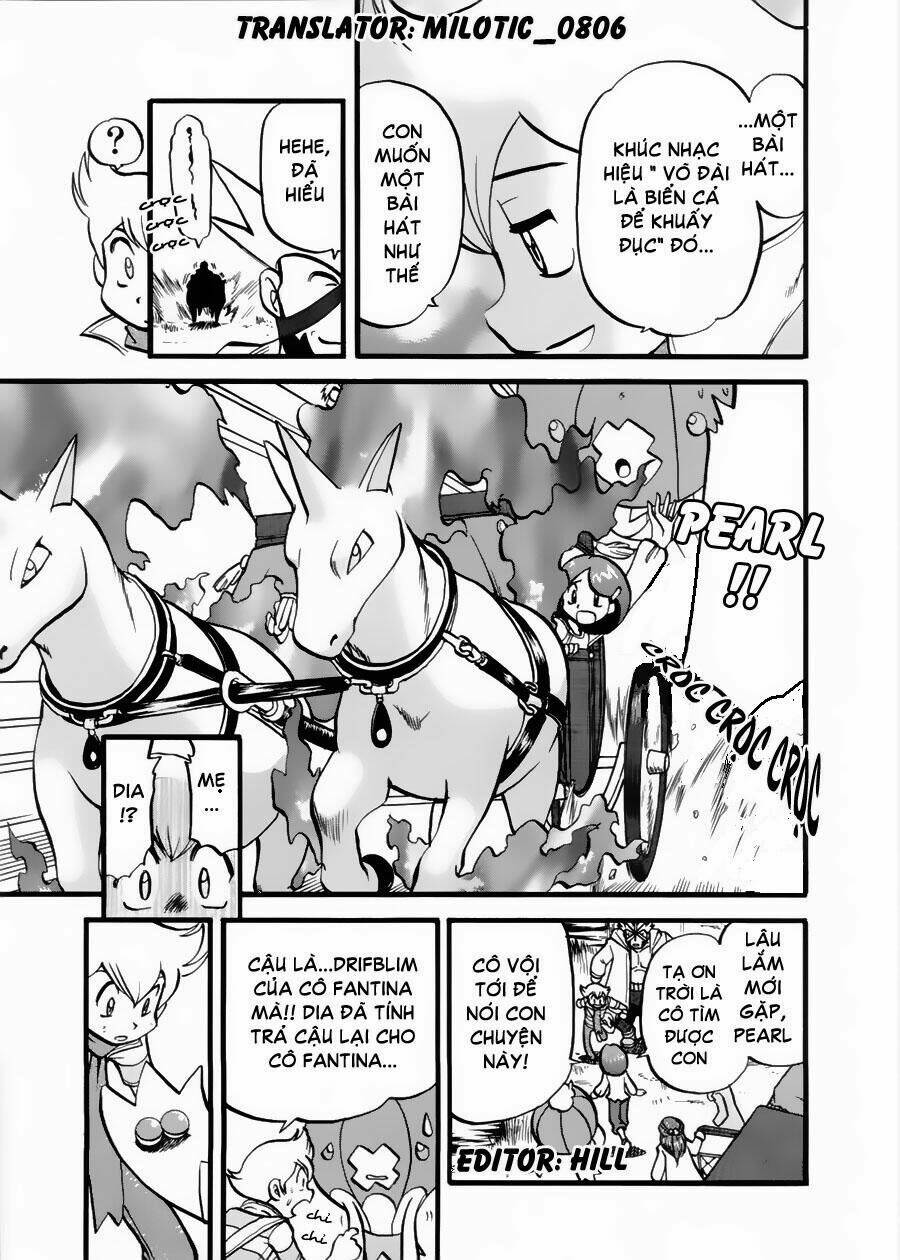 TRANSLATOR: MILOTIC_0806
...MỘT
BÀI
HÁT...
KHÚC NHẠC
HIỆU " VỞ ĐÀI
LÀ BIỂN CẢ
ĐỂ KHUẤY
ĐỤC" ĐÓ...
CON
MUỐN
MỘT
BÀI
HÁT
NHƯ
THẾ
HEHE,
ĐÃ
HIỂU
CRỌC
CRỌC
CRỌC
?
PEARL
!!
CRỌC CRỌC CRỌC
MẸ
...
DIA
!?
LÂU
LẮM
MỚI
GẶP,
PEARL
TẠ ƠN
TRỜI LÀ
CÔ TÌM
ĐƯỢC
CON
CÔ VỘI
TỚI ĐỂ
NÓI CON
CHUYỆN
NÀY!
EDITOR: HILL
CẬU LÀ...DRIFBLIM
CỦA CÔ FANTINA
MÀ!! DIA ĐÃ TÍNH
TRẢ CẬU LẠI CHO
CÔ FANTINA...
chỉ
chỉ